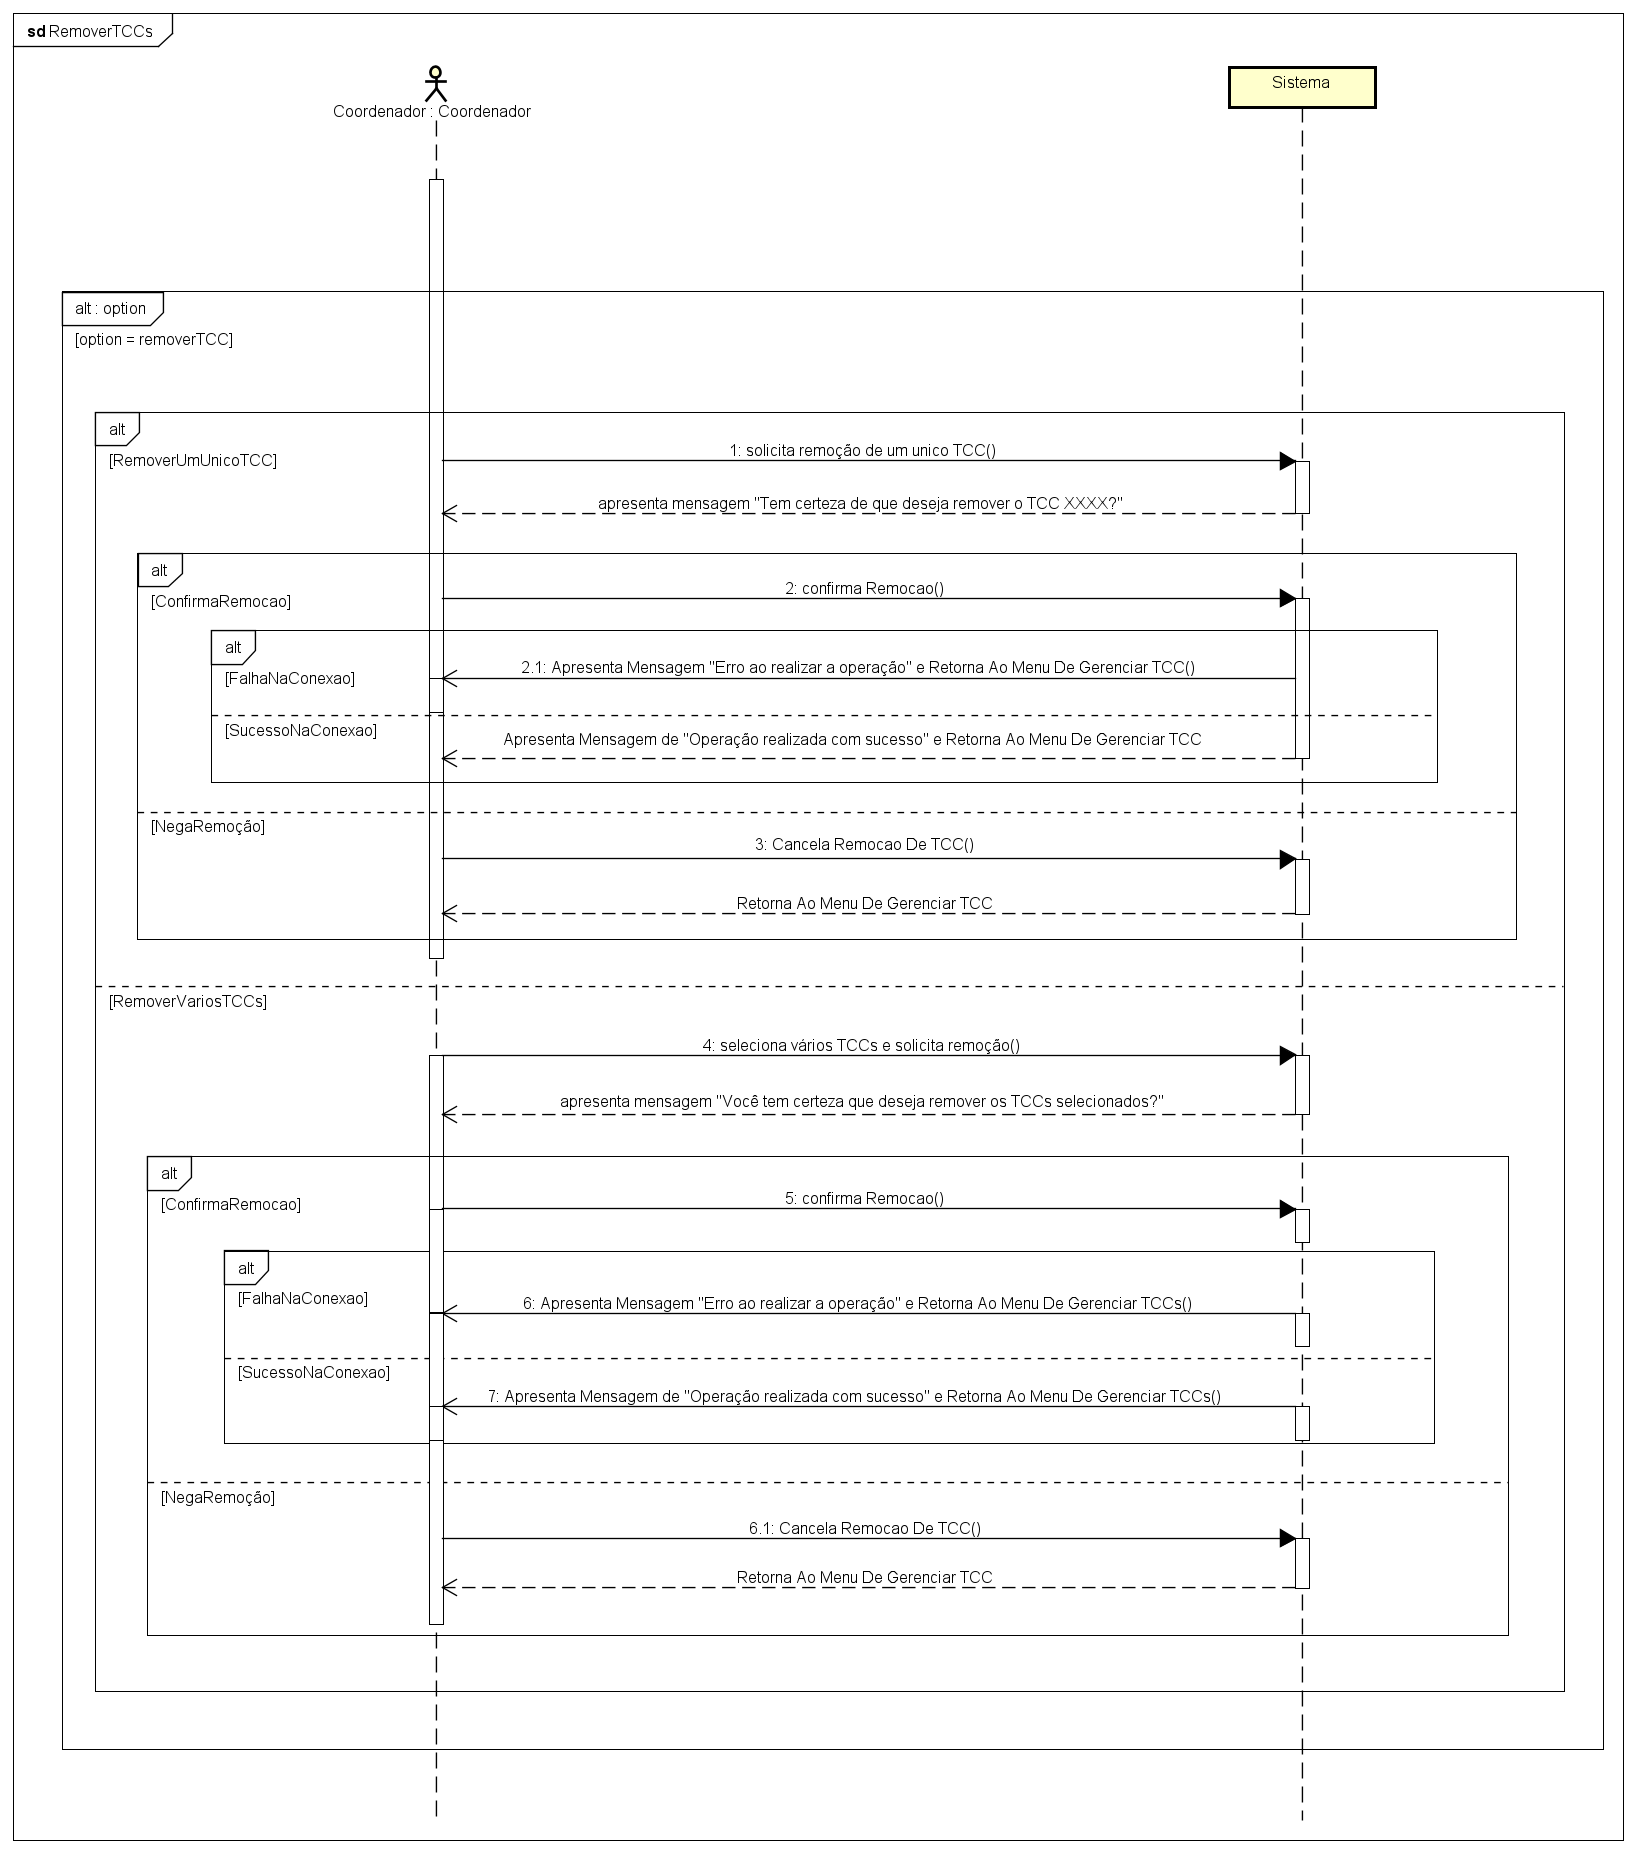 sd RemoverTCCs
Coordenador : Coordenador
Sistema
alt : option
[option = removerTCC]
alt
[RemoverUmUnicoTCC]
1: solicita remoção de um unico TCC()
apresenta mensagem "Tem certeza de que deseja remover o TCC XXXX?"
alt
[ConfirmaRemocao]
2: confirma Remocao()
alt
[FalhaNaConexao]
2.1: Apresenta Mensagem "Erro ao realizar a operação" e Retorna Ao Menu De Gerenciar TCC()
[SucessoNaConexao]
Apresenta Mensagem de "Operação realizada com sucesso" e Retorna Ao Menu De Gerenciar TCC
[NegaRemoção]
3: Cancela Remocao De TCC()
Retorna Ao Menu De Gerenciar TCC
[RemoverVariosTCCs]
4: seleciona vários TCCs e solicita remoção()
apresenta mensagem "Você tem certeza que deseja remover os TCCs selecionados?"
alt
[ConfirmaRemocao]
5: confirma Remocao()
alt
[FalhaNaConexao]
6: Apresenta Mensagem "Erro ao realizar a operação" e Retorna Ao Menu De Gerenciar TCCs()
[SucessoNaConexao]
7: Apresenta Mensagem de "Operação realizada com sucesso" e Retorna Ao Menu De Gerenciar TCCs()
[NegaRemoção]
6.1: Cancela Remocao De TCC()
Retorna Ao Menu De Gerenciar TCC